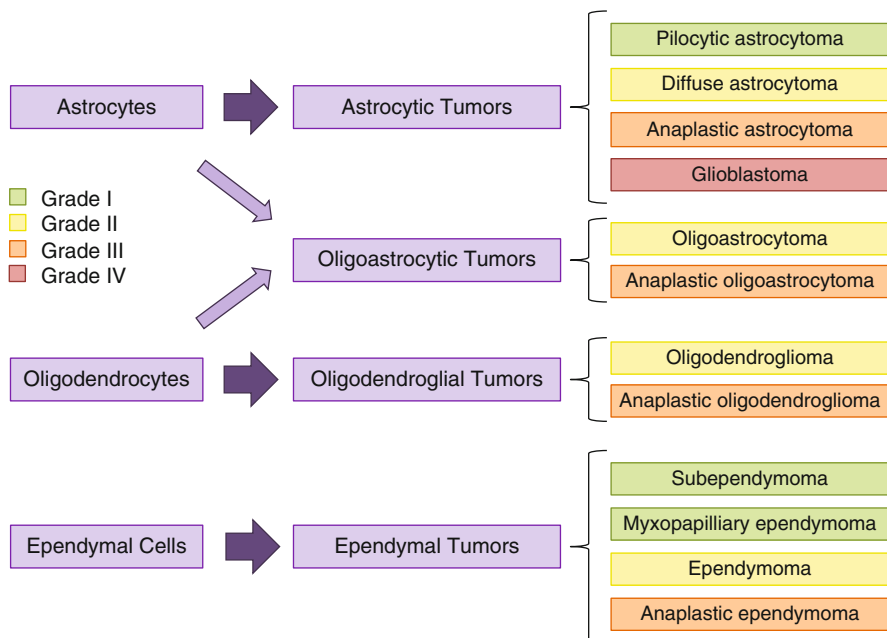 Pilocytic astrocytoma
Diffuse astrocytoma
Astrocytes
Astrocytic Tumors
Anaplastic astrocytoma
Glioblastoma
Grade I
Grade II
Grade III
Grade IV
Oligoastrocytic Tumors
Oligoastrocytoma
Anaplastic oligoastrocytoma
Oligodendrocytes
Oligodendroglial Tumors
Oligodendroglioma
Anaplastic oligodendroglioma
Subependymoma
Myxopapilliary ependymoma
Ependymal Cells
Ependymal Tumors
Ependymoma
Anaplastic ependymoma